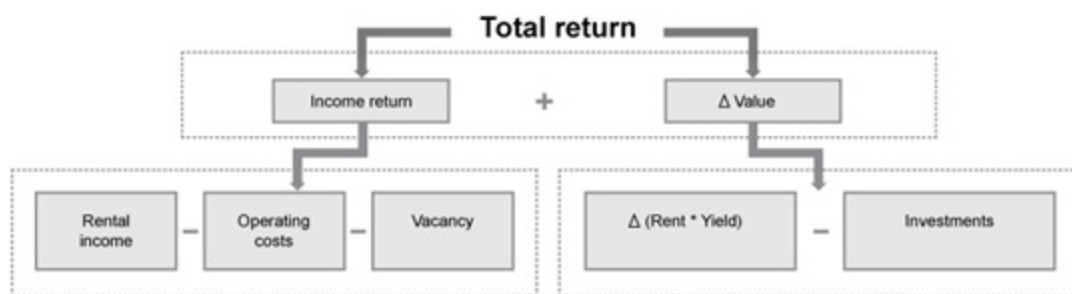 Total return
Income return
+
Δ Value
Rental
income
–
Operating
costs
–
Vacancy
Δ (Rent * Yield)
–
Investments